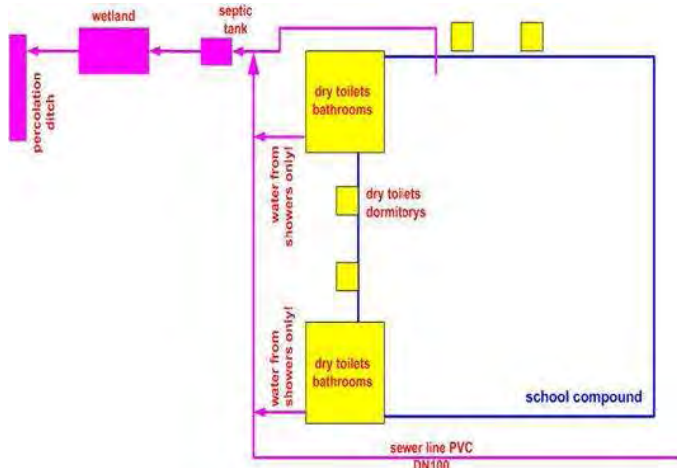 wetland
septic
tank
percolation
ditch
dry toilets
bathrooms
water from
showers only!
dry toilets
dormitorys
water from
showers only!
dry toilets
bathrooms
school compound
sewer line PVC
DN100